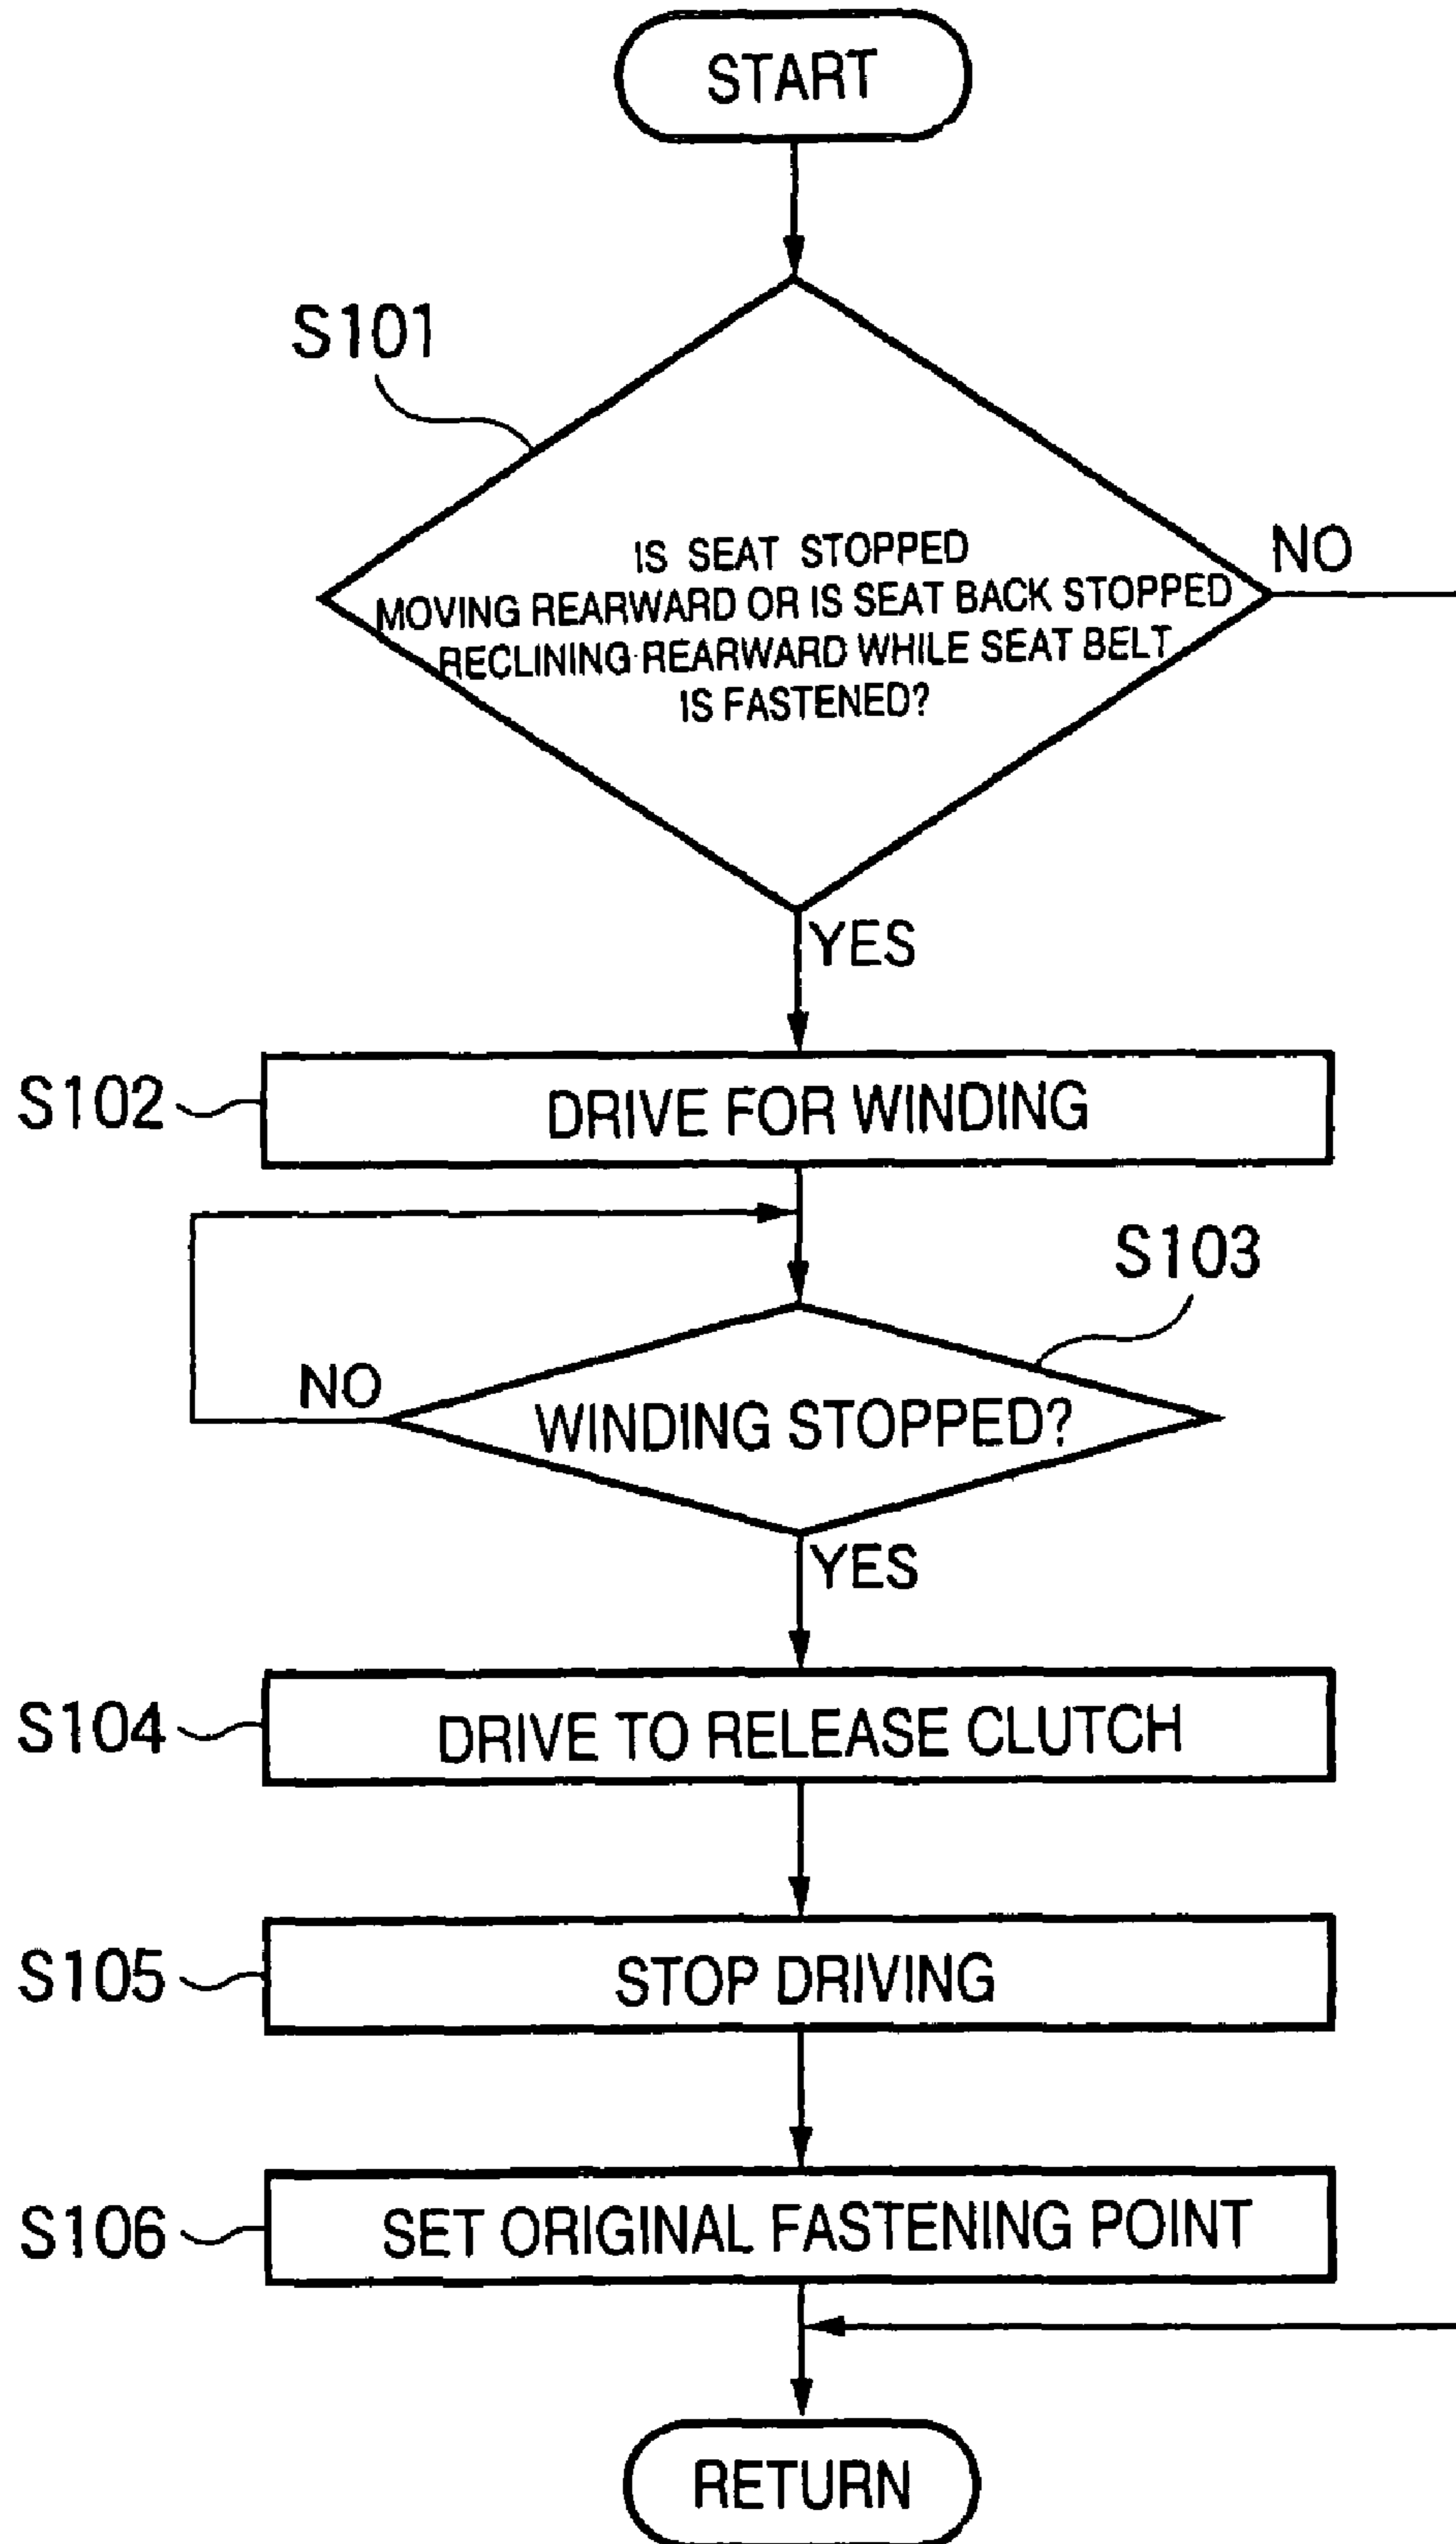 START
S101
IS SEAT STOPPED
MOVING REARWARD OR IS SEAT BACK STOPPED
RECLINING REARWARD WHILE SEAT BELT
IS FASTENED?
NO
YES
S102
DRIVE FOR WINDING
S103
NO
WINDING STOPPED?
YES
S104
DRIVE TO RELEASE CLUTCH
S105
STOP DRIVING
S106
SET ORIGINAL FASTENING POINT
RETURN